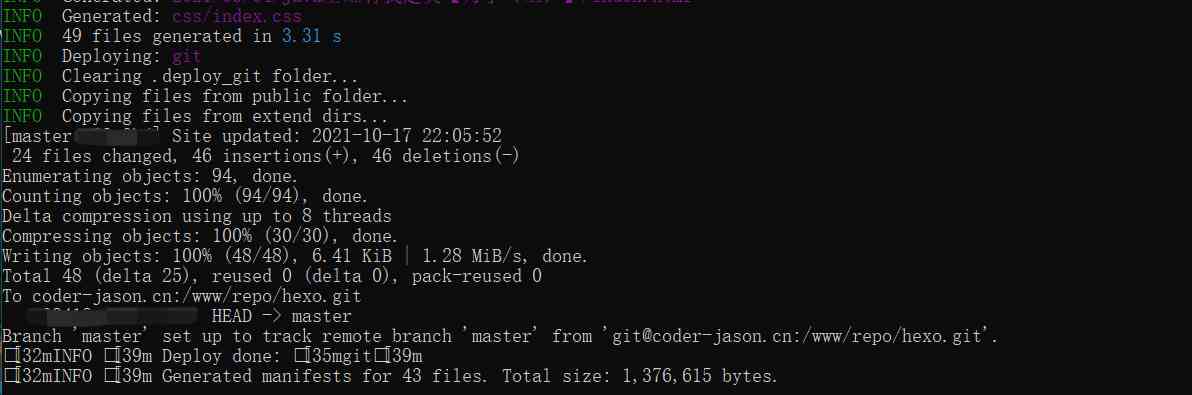 INFO Generated: css/index.css
INFO 49 files generated in 3.31 s
INFO Deploying: git
INFO Clearing .deploy_git folder...
INFO Copying files from public folder...
INFO Copying files from extend dirs...
[master ] Site updated: 2021-10-17 22:05:52
24 files changed, 46 insertions(+), 46 deletions(-)
Enumerating objects: 94, done.
Counting objects: 100% (94/94), done.
Delta compression using up to 8 threads
Compressing objects: 100% (30/30), done.
Writing objects: 100% (48/48), 6.41 KiB | 1.28 MiB/s, done.
Total 48 (delta 25), reused 0 (delta 0), pack-reused 0
To coder-jason.cn:/www/repo/hexo.git
HEAD -> master
Branch 'master' set up to track remote branch 'master' from 'git@coder-jason.cn:/www/repo/hexo.git'.
[32mINFO [39m Deploy done: [35mgit[39m
[32mINFO [39m Generated manifests for 43 files. Total size: 1,376,615 bytes.